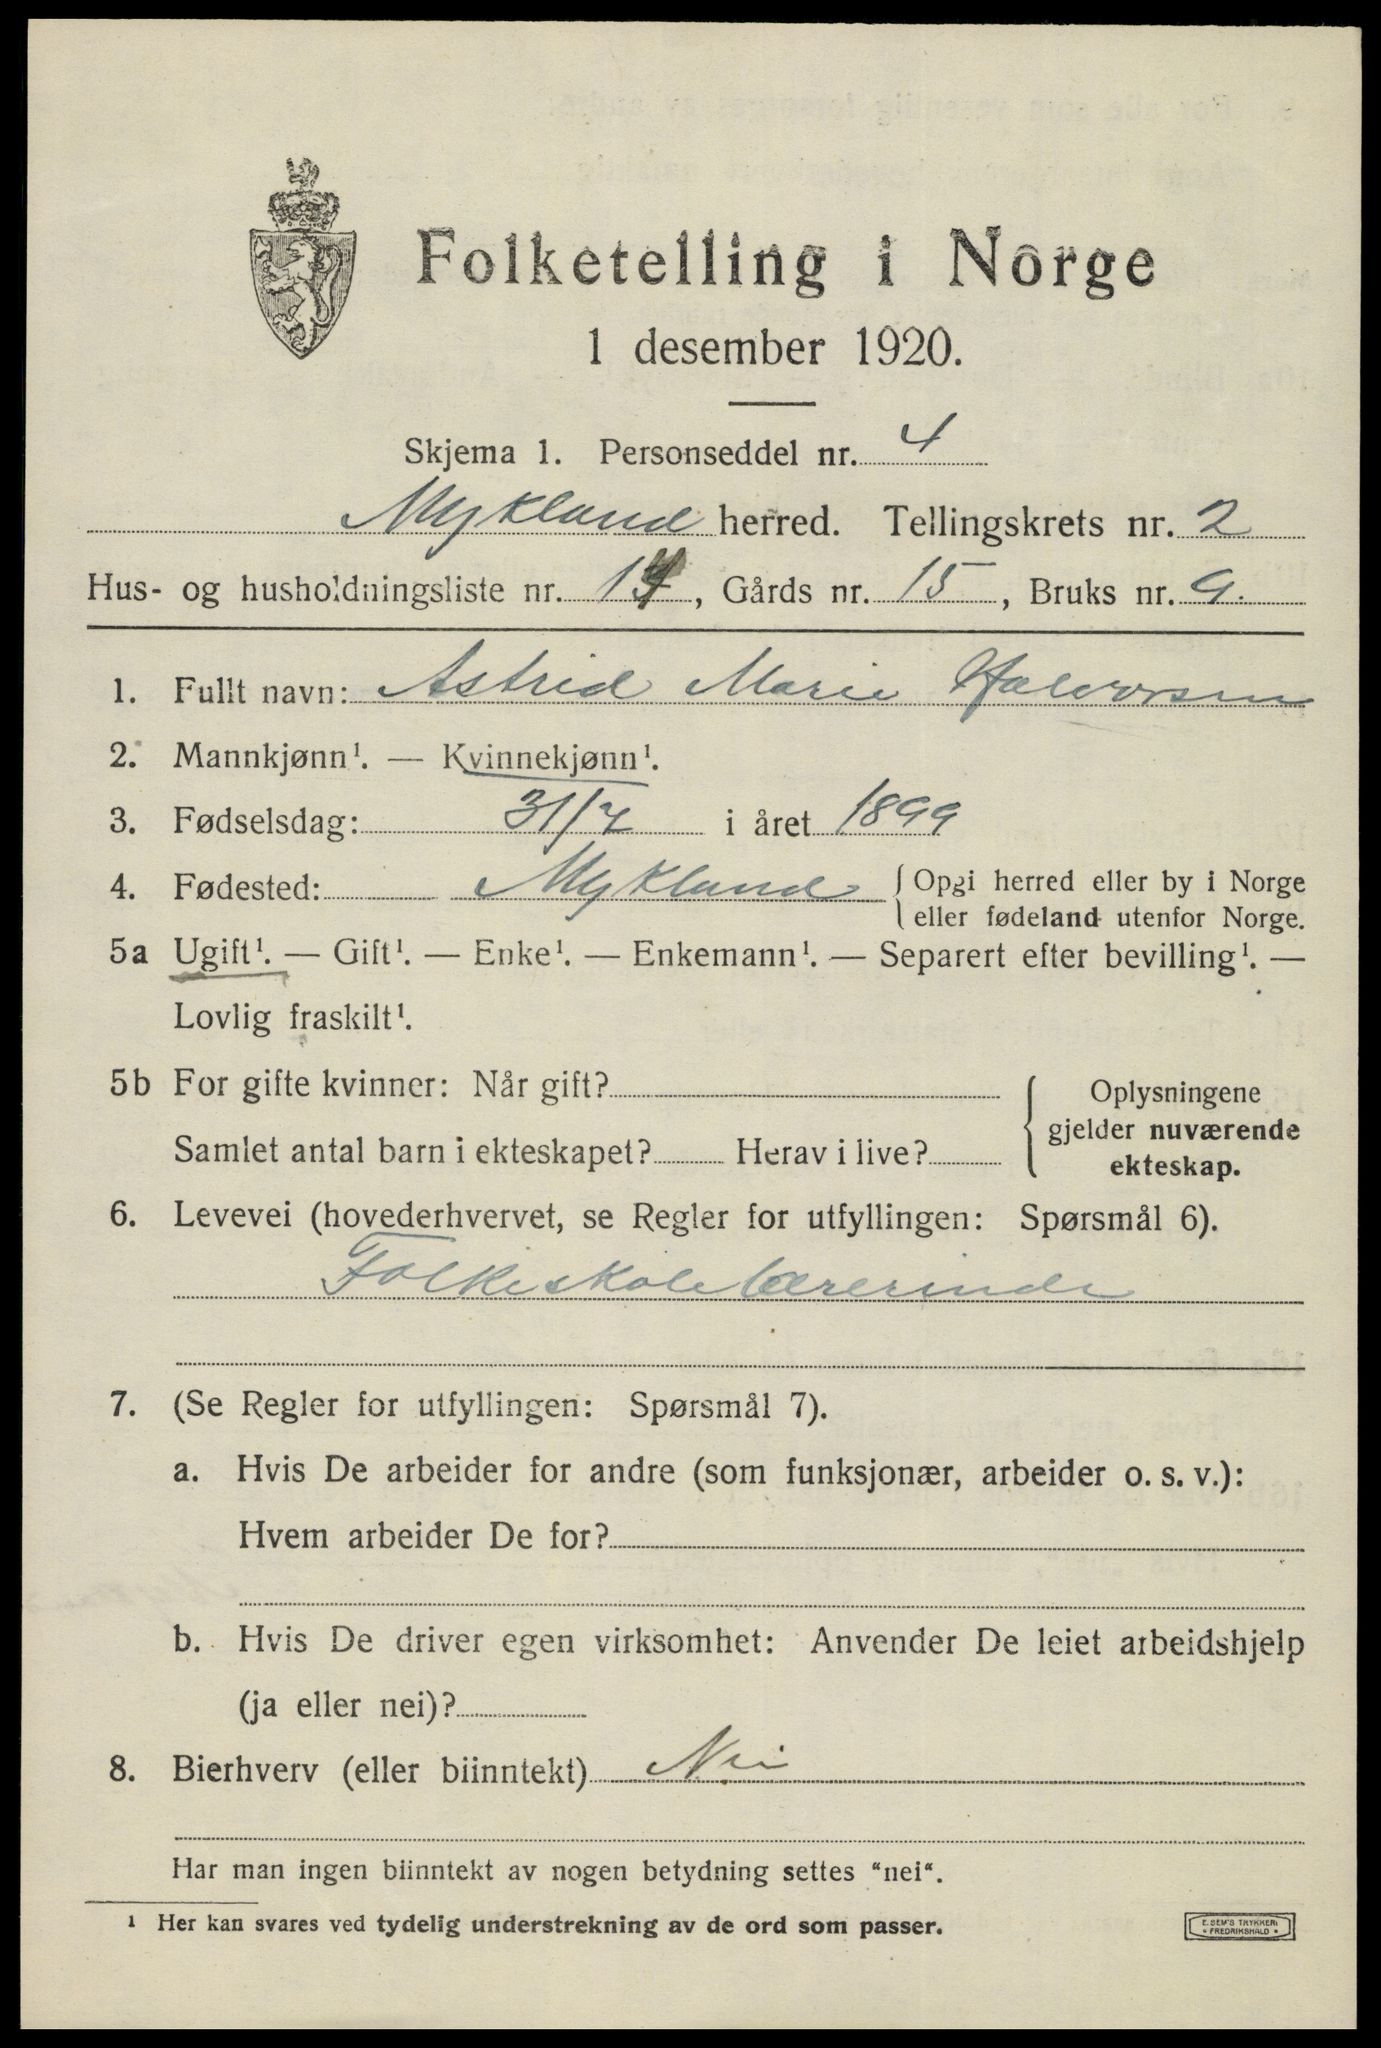 Folketelling i Norge
1 desember 1920.
Skjema 1. Personseddel nr. 4
Mykland herred. Tellingskrets nr. 2
Hus- og husholdningsliste nr. 14, Gårds nr. 15, Bruks nr. 9.
1. Fullt navn: Astrid Marie Halvorsen
2. Mannkjønn¹. — Kvinnekjønn¹.
3. Fødselsdag: 31/7 i året 1899
4. Fødested: Mykland { Opgi herred eller by i Norge
eller fødeland utenfor Norge.
5a Ugift¹. — Gift¹. — Enke¹. — Enkemann¹. — Separert efter bevilling¹. —
Lovlig fraskilt¹.
5b For gifte kvinner: Når gift?
Samlet antal barn i ekteskapet? Herav i live?
{ Oplysningene
gjelder nuværende
ekteskap.
6. Levevei (hovederhvervet, se Regler for utfyllingen: Spørsmål 6).
Folkeskolelærerinde
7. (Se Regler for utfyllingen: Spørsmål 7).
a. Hvis De arbeider for andre (som funksjonær, arbeider o. s. v.):
Hvem arbeider De for?
b. Hvis De driver egen virksomhet: Anvender De leiet arbeidshjelp
(ja eller nei)?
8. Bierhverv (eller biinntekt) Nei
Har man ingen biinntekt av nogen betydning settes "nei".
¹ Her kan svares ved tydelig understrekning av de ord som passer.
E. SEM'S TRYKKERI
* FREDRIKSHALD *